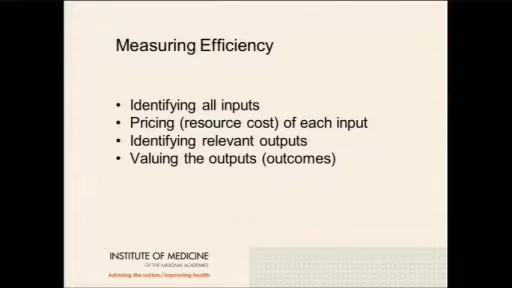 Measuring Efficiency
• Identifying all inputs
• Pricing (resource cost) of each input
• Identifying relevant outputs
• Valuing the outputs (outcomes)
INSTITUTE OF MEDICINE
OF THE NATIONAL ACADEMIES
Advising the nation/Improving health